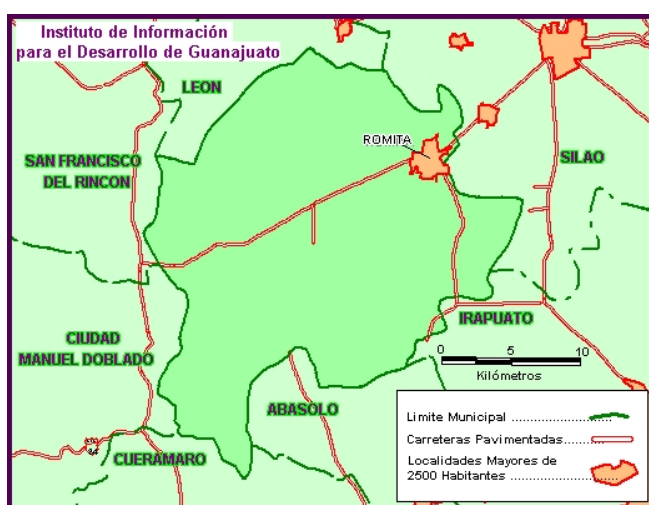 Instituto de Información
para el Desarrollo de Guanajuato
LEON
ROMITA
SAN FRANCISCO
DEL RINCON
SILAO
IRAPUATO
CIUDAD
MANUEL DOBLADO
0 5 10
Kilómetros
ABASOLO
CUERAMARO
Limite Municipal
Carreteras Pavimentadas
Localidades Mayores de
2500 Habitantes